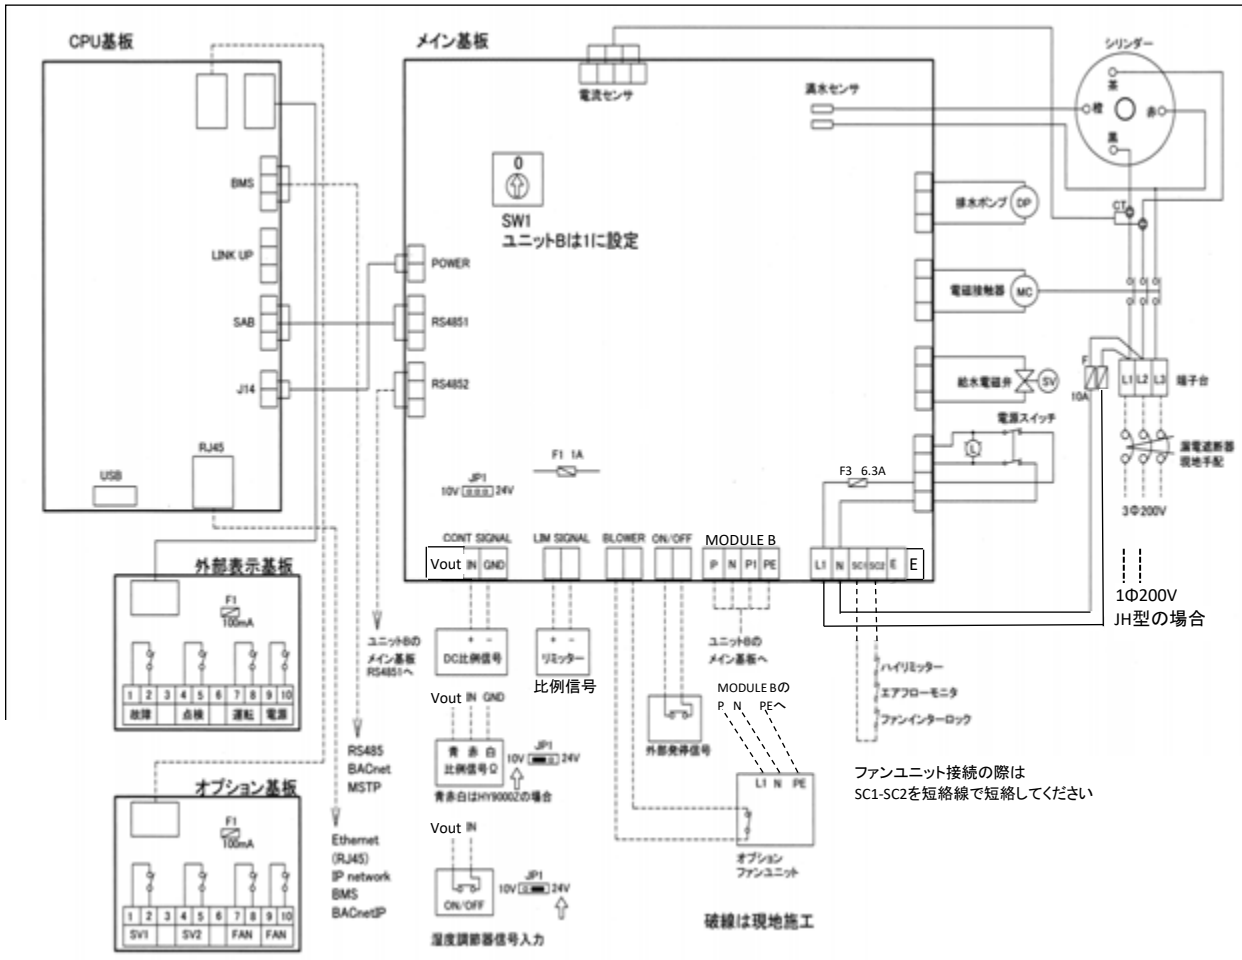 CPU基板
メイン基板
シリンダー
茶
橙
赤
黒
電流センサ
満水センサ
0
SW1
ユニットBは1に設定
BMS
LINK UP
SAB
J14
RJ45
USB
POWER
RS4851
RS4852
排水ポンプ
DP
CT
電磁接触器
MC
給水電磁弁
SV
F
10A
L1 L2 L3
端子台
電源スイッチ
L
漏電遮断器
現地手配
3Φ200V
1Φ200V
JH型の場合
F1 1A
JP1
10V
24V
F3 6.3A
CONT SIGNAL
LIM SIGNAL
BLOWER
ON/OFF
MODULE B
Vout IN GND
P N P1 PE
L1 N SC1 SC2 E E
外部表示基板
F1
100mA
1 2 3 4 5 6 7 8 9 10
故障 点検 運転 電源
オプション基板
F1
100mA
1 2 3 4 5 6 7 8 9 10
SV1 SV2 FAN FAN
ユニットBの
メイン基板
RS4851へ
RS485
BACnet
MSTP
Ethernet
(RJ45)
IP network
BMS
BACnetIP
+ -
DC比例信号
+ -
リミッター
比例信号
Vout IN GND
青 赤 白
比例信号Ω
JP1
10V
24V
青赤白はHY9000Zの場合
Vout IN
ON/OFF
JP1
10V
24V
湿度調節器信号入力
外部発停信号
ユニットBの
メイン基板へ
MODULE Bの
P N PEへ
L1 N PE
オプション
ファンユニット
ハイリミッター
エアフローモニタ
ファンインターロック
ファンユニット接続の際は
SC1-SC2を短絡線で短絡してください
破線は現地施工